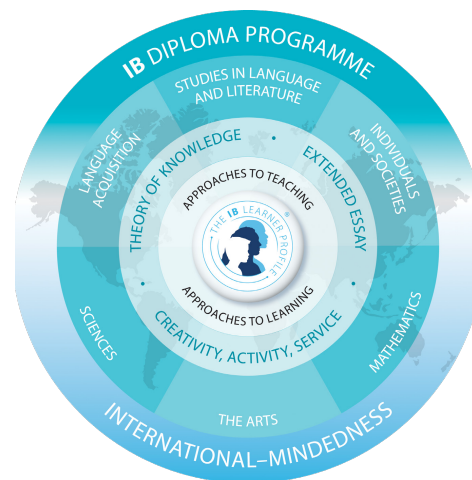 IB DIPLOMA PROGRAMME
STUDIES IN LANGUAGE
AND LITERATURE
LANGUAGE
ACQUISITION
INDIVIDUALS
AND SOCIETIES
THEORY OF KNOWLEDGE
•
EXTENDED ESSAY
APPROACHES TO TEACHING
THE IB LEARNER PROFILE
®
APPROACHES TO LEARNING
•
CREATIVITY, ACTIVITY, SERVICE
•
SCIENCES
MATHEMATICS
THE ARTS
INTERNATIONAL–MINDEDNESS